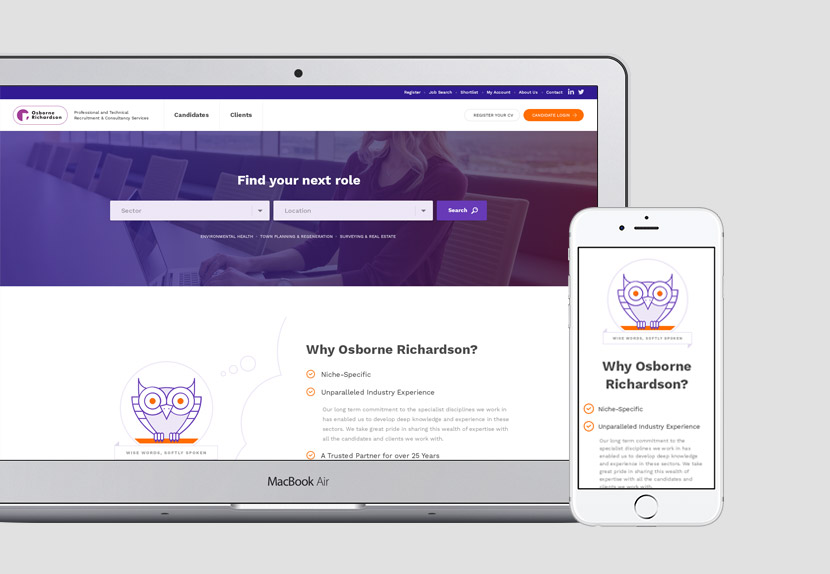 Register · Job Search · Shortlist · My Account · About Us · Contact
Osborne
Richardson
Professional and Technical
Recruitment & Consultancy Services
Candidates
Clients
REGISTER YOUR CV
CANDIDATE LOGIN
Find your next role
Sector
Location
Search
ENVIRONMENTAL HEALTH · TOWN PLANNING & REGENERATION · SURVEYING & REAL ESTATE
Why Osborne Richardson?
Niche-Specific
Unparalleled Industry Experience
Our long term commitment to the specialist disciplines we work in
has enabled us to develop deep knowledge and experience in these
sectors. We take great pride in sharing this wealth of expertise with
all the candidates and clients we work with.
A Trusted Partner for over 25 Years
WISE WORDS, SOFTLY SPOKEN
MacBook Air
WISE WORDS, SOFTLY SPOKEN
Why Osborne
Richardson?
Niche-Specific
Unparalleled Industry Experience
Our long term commitment to the
specialist disciplines we work in has
enabled us to develop deep knowledge
and experience in these sectors. We take
great pride in sharing this wealth of
expertise with all the candidates and
clients we work with.